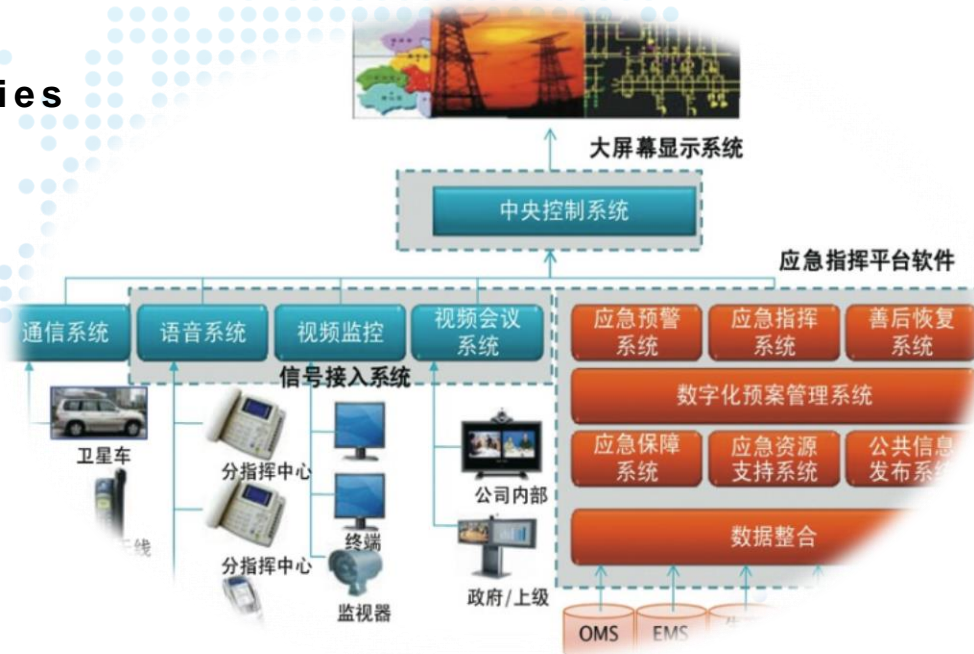 ies
大屏幕显示系统
中央控制系统
应急指挥平台软件
通信系统
语音系统
视频监控
视频会议
系统
信号接入系统
应急预警
系统
应急指挥
系统
善后恢复
系统
数字化预案管理系统
应急保障
系统
应急资源
支持系统
公共信息
发布系统
数据整合
卫星车
分指挥中心
分指挥中心
终端
监视器
公司内部
政府/上级
OMS
EMS